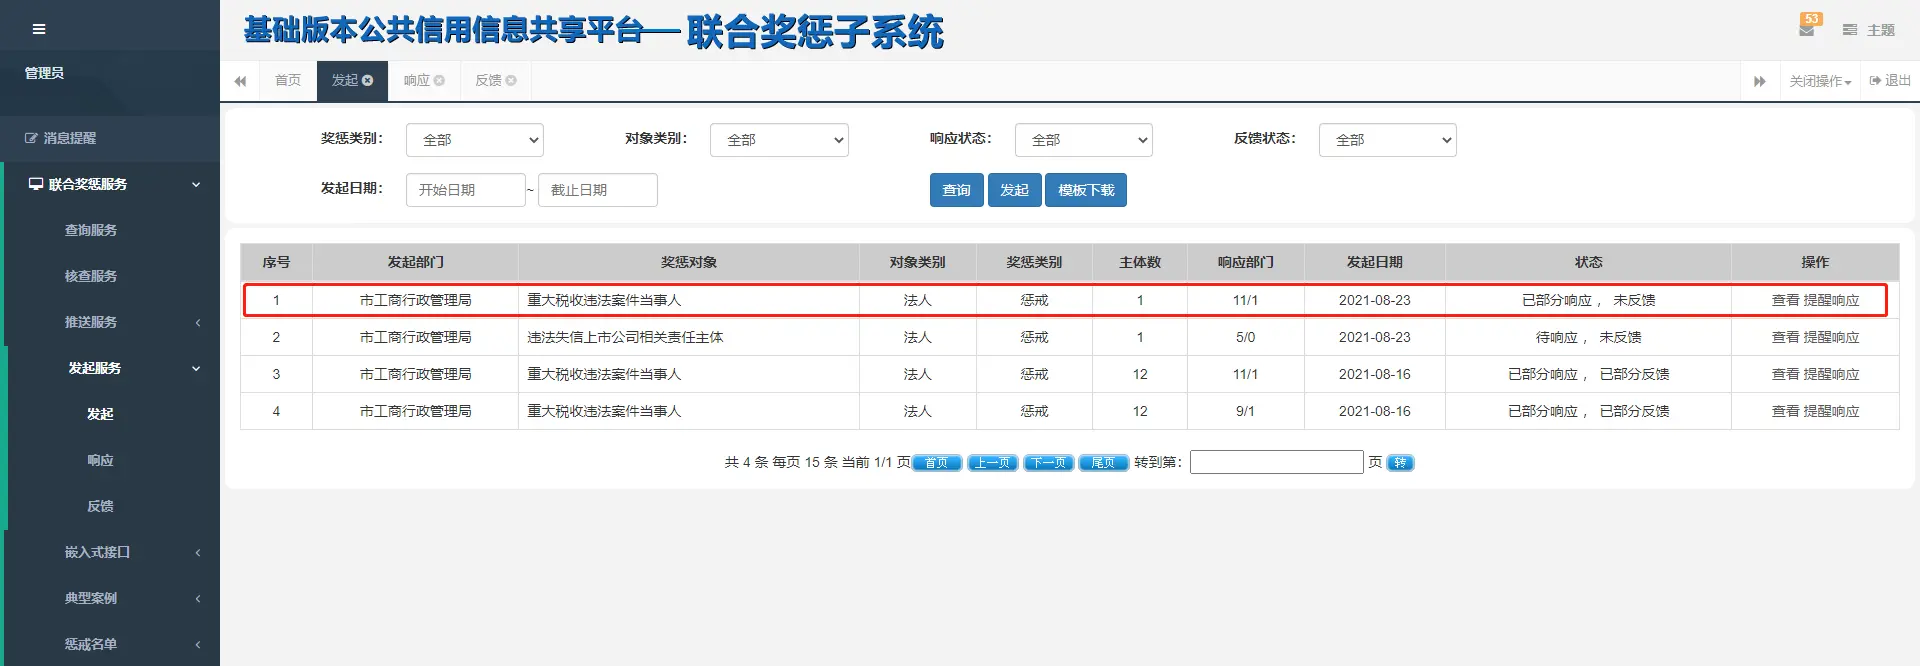 管理员
消息提醒
联合奖惩服务
查询服务
核查服务
推送服务
发起服务
发起
响应
反馈
嵌入式接口
典型案例
惩戒名单
基础版本公共信用信息共享平台—— 联合奖惩子系统
53
主题
首页 发起 响应 反馈 关闭操作 退出
奖惩类别： 全部 对象类别： 全部 响应状态： 全部 反馈状态： 全部
发起日期： 开始日期 ~ 截止日期 查询 发起 模板下载
序号 发起部门 奖惩对象 对象类别 奖惩类别 主体数 响应部门 发起日期 状态 操作
1 市工商行政管理局 重大税收违法案件当事人 法人 惩戒 1 11/1 2021-08-23 已部分响应， 未反馈 查看 提醒响应
2 市工商行政管理局 违法失信上市公司相关责任主体 法人 惩戒 1 5/0 2021-08-23 待响应， 未反馈 查看 提醒响应
3 市工商行政管理局 重大税收违法案件当事人 法人 惩戒 12 11/1 2021-08-16 已部分响应， 已部分反馈 查看 提醒响应
4 市工商行政管理局 重大税收违法案件当事人 法人 惩戒 12 9/1 2021-08-16 已部分响应， 已部分反馈 查看 提醒响应
共 4 条 每页 15 条 当前 1/1 页 首页 上一页 下一页 尾页 转到第： 页 转